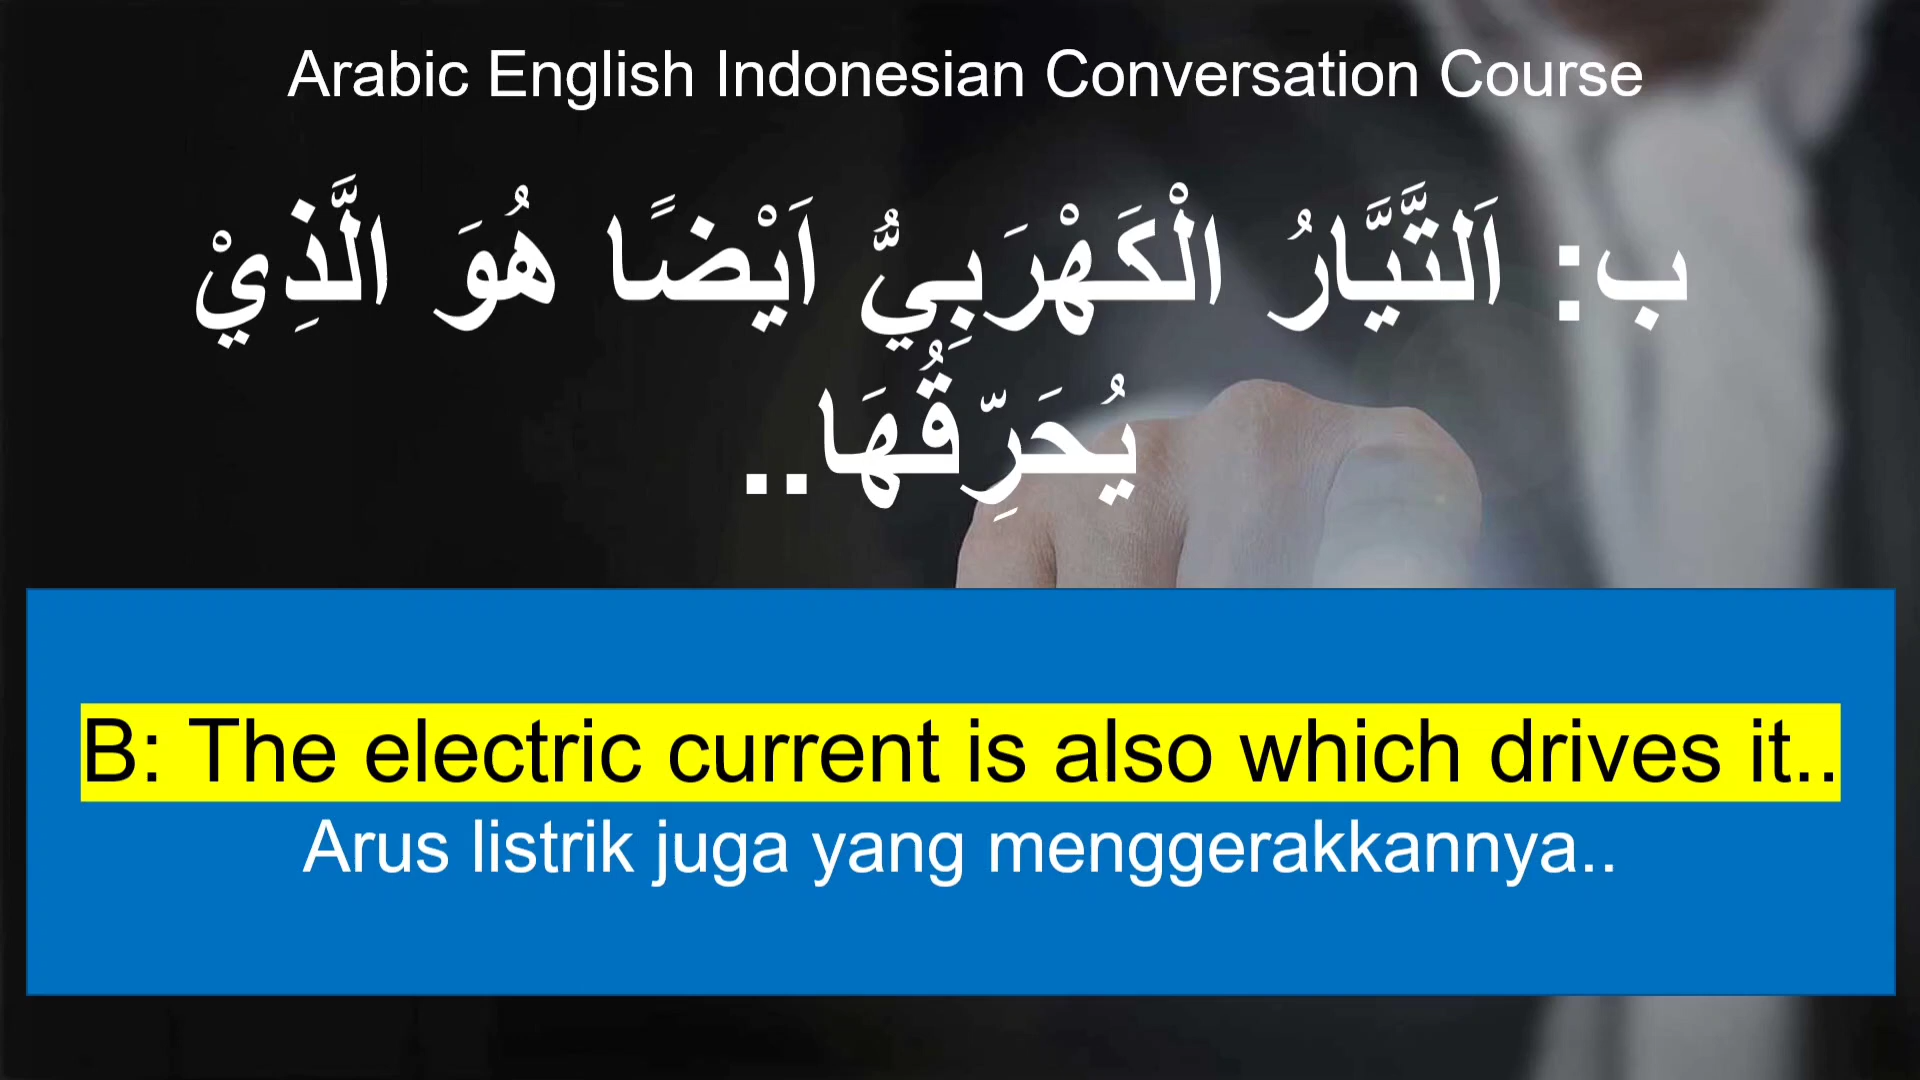 Arabic English Indonesian Conversation Course
ب: اَلتَّيَّارُ الْكَهْرَبِيُّ اَيْضًا هُوَ الَّذِيْ
يُحَرِّقُهَا..
B: The electric current is also which drives it..
Arus listrik juga yang menggerakkannya..